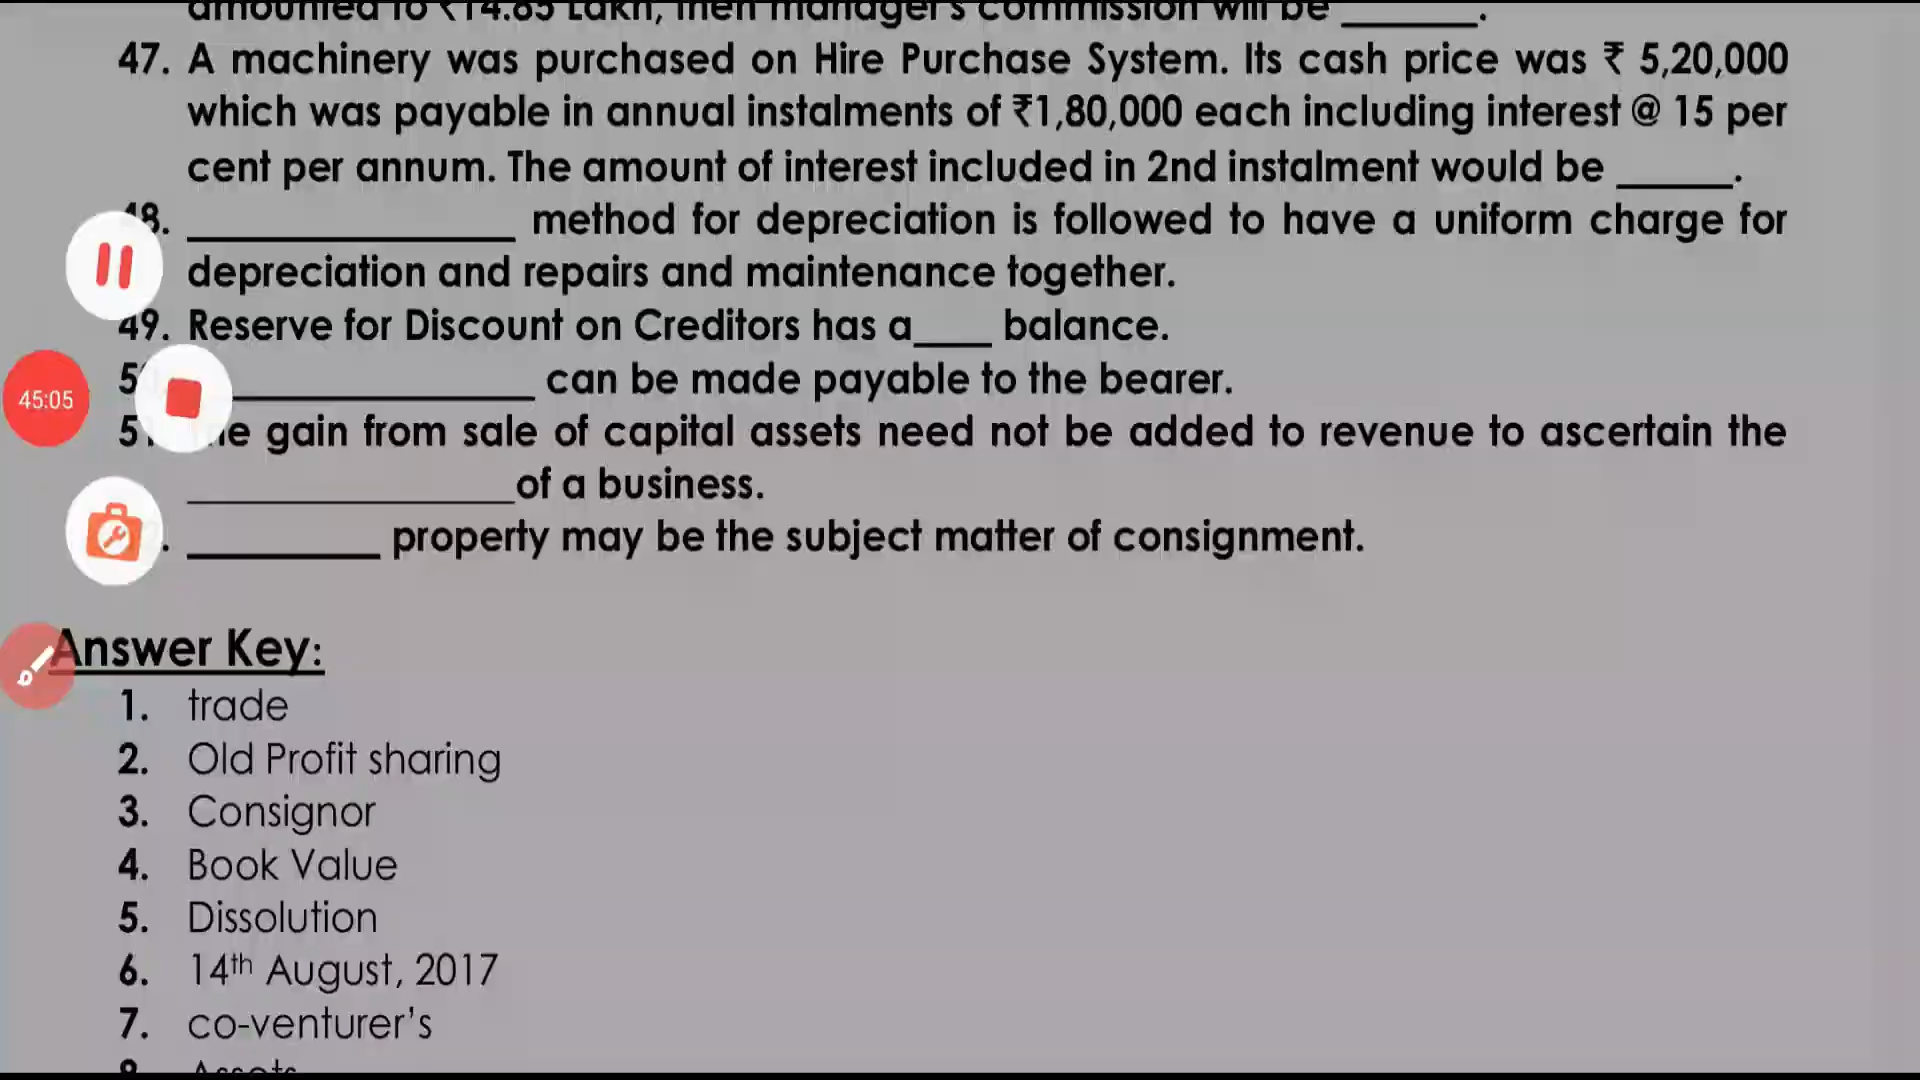 47. A machinery was purchased on Hire Purchase System. Its cash price was ₹ 5,20,000
which was payable in annual instalments of ₹1,80,000 each including interest @ 15 per
cent per annum. The amount of interest included in 2nd instalment would be ______.
48. ________________ method for depreciation is followed to have a uniform charge for
depreciation and repairs and maintenance together.
49. Reserve for Discount on Creditors has a____ balance.
________________ can be made payable to the bearer.
gain from sale of capital assets need not be added to revenue to ascertain the
________________of a business.
__________ property may be the subject matter of consignment.
45:05
Answer Key:
1. trade
2. Old Profit sharing
3. Consignor
4. Book Value
5. Dissolution
6. 14th August, 2017
7. co-venturer's